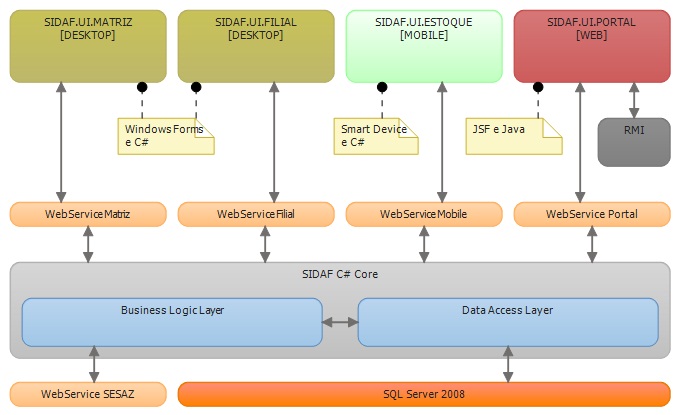 SIDAF.UI.MATRIZ
[DESKTOP]
SIDAF.UI.FILIAL
[DESKTOP]
SIDAF.UI.ESTOQUE
[MOBILE]
SIDAF.UI.PORTAL
[WEB]
Windows Forms
e C#
Smart Device
e C#
JSF e Java
RMI
WebServiceMatriz
WebServiceFilial
WebServiceMobile
WebService Portal
SIDAF C# Core
Business Logic Layer
Data Access Layer
WebService SESAZ
SQL Server 2008